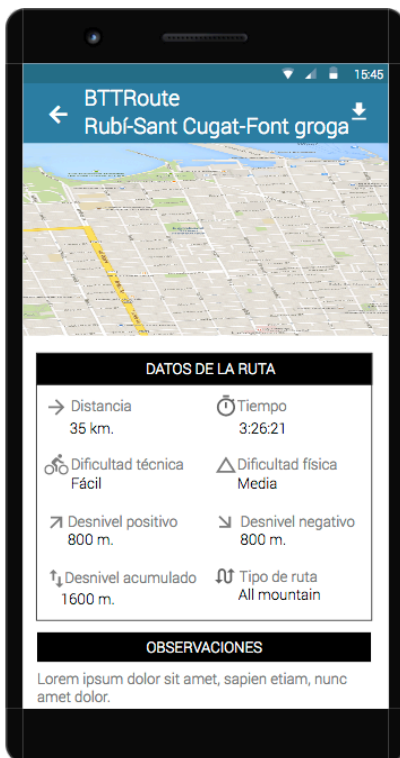 15:45
BTTRoute
Rubí-Sant Cugat-Font groga
DATOS DE LA RUTA
Distancia Tiempo
35 km. 3:26:21
Dificultad técnica Dificultad física
Fácil Media
Desnivel positivo Desnivel negativo
800 m. 800 m.
Desnivel acumulado Tipo de ruta
1600 m. All mountain
OBSERVACIONES
Lorem ipsum dolor sit amet, sapien etiam, nunc
amet dolor.